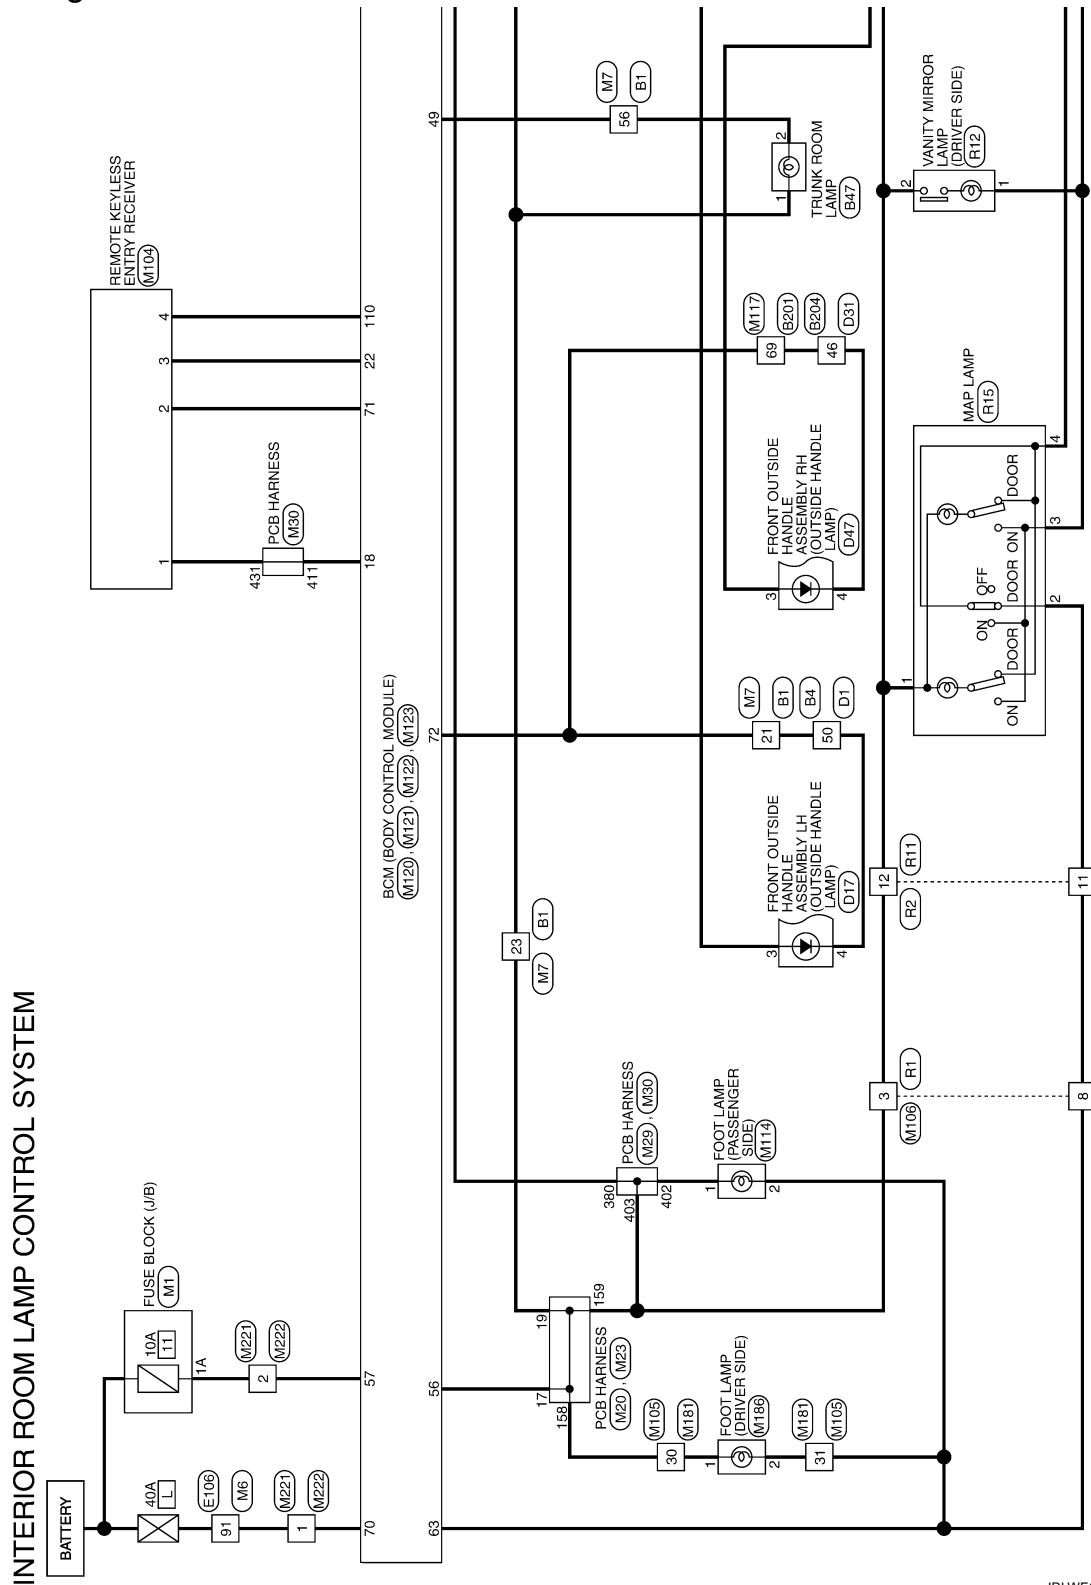 INTERIOR ROOM LAMP CONTROL SYSTEM
BATTERY
40A
L
E106
91
M6
M221
1
M222
70
FUSE BLOCK (J/B)
M1
10A
11
1A
M221
2
M222
57
REMOTE KEYLESS
ENTRY RECEIVER
M104
1
2
3
4
PCB HARNESS
M30
431
411
18
71
22
110
BCM (BODY CONTROL MODULE)
M120 , M121 , M122 , M123
63
56
72
49
17
19
158
159
PCB HARNESS
M20 , M23
M105
30
M181
FOOT LAMP
(DRIVER SIDE)
M186
1
2
M181
31
M105
PCB HARNESS
M29 , M30
380
403
402
FOOT LAMP
(PASSENGER
SIDE)
M114
1
2
23
M7
B1
FRONT OUTSIDE
HANDLE
ASSEMBLY LH
(OUTSIDE HANDLE
LAMP)
D17
3
4
M7
21
B1
B4
50
D1
FRONT OUTSIDE
HANDLE
ASSEMBLY RH
(OUTSIDE HANDLE
LAMP)
D47
3
4
M117
69
B201
B204
46
D31
M7
56
B1
TRUNK ROOM
LAMP
B47
1
2
3
M106
R1
8
12
R2
R11
11
MAP LAMP
R15
1
2
3
4
ON
DOOR
ON
DOOR
OFF
ON
DOOR
VANITY MIRROR
LAMP
(DRIVER SIDE)
R12
2
1